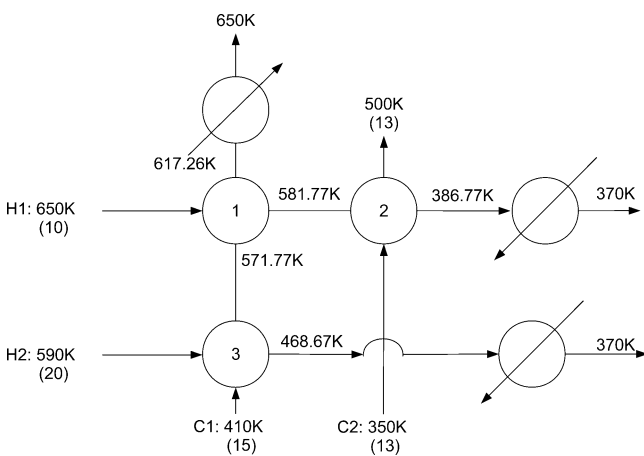 650K
500K
(13)
617.26K
H1: 650K
(10)
1
581.77K
2
386.77K
370K
571.77K
H2: 590K
(20)
3
468.67K
370K
C1: 410K
(15)
C2: 350K
(13)